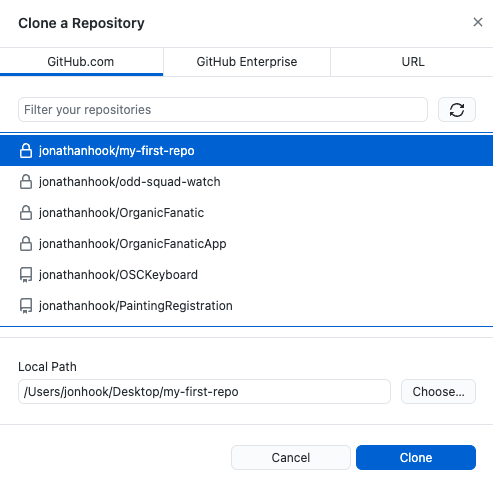 Clone a Repository
GitHub.com
GitHub Enterprise
URL
Filter your repositories
jonathanhook/my-first-repo
jonathanhook/odd-squad-watch
jonathanhook/OrganicFanatic
jonathanhook/OrganicFanaticApp
jonathanhook/OSCKeyboard
jonathanhook/PaintingRegistration
Local Path
/Users/jonhook/Desktop/my-first-repo
Choose...
Cancel
Clone